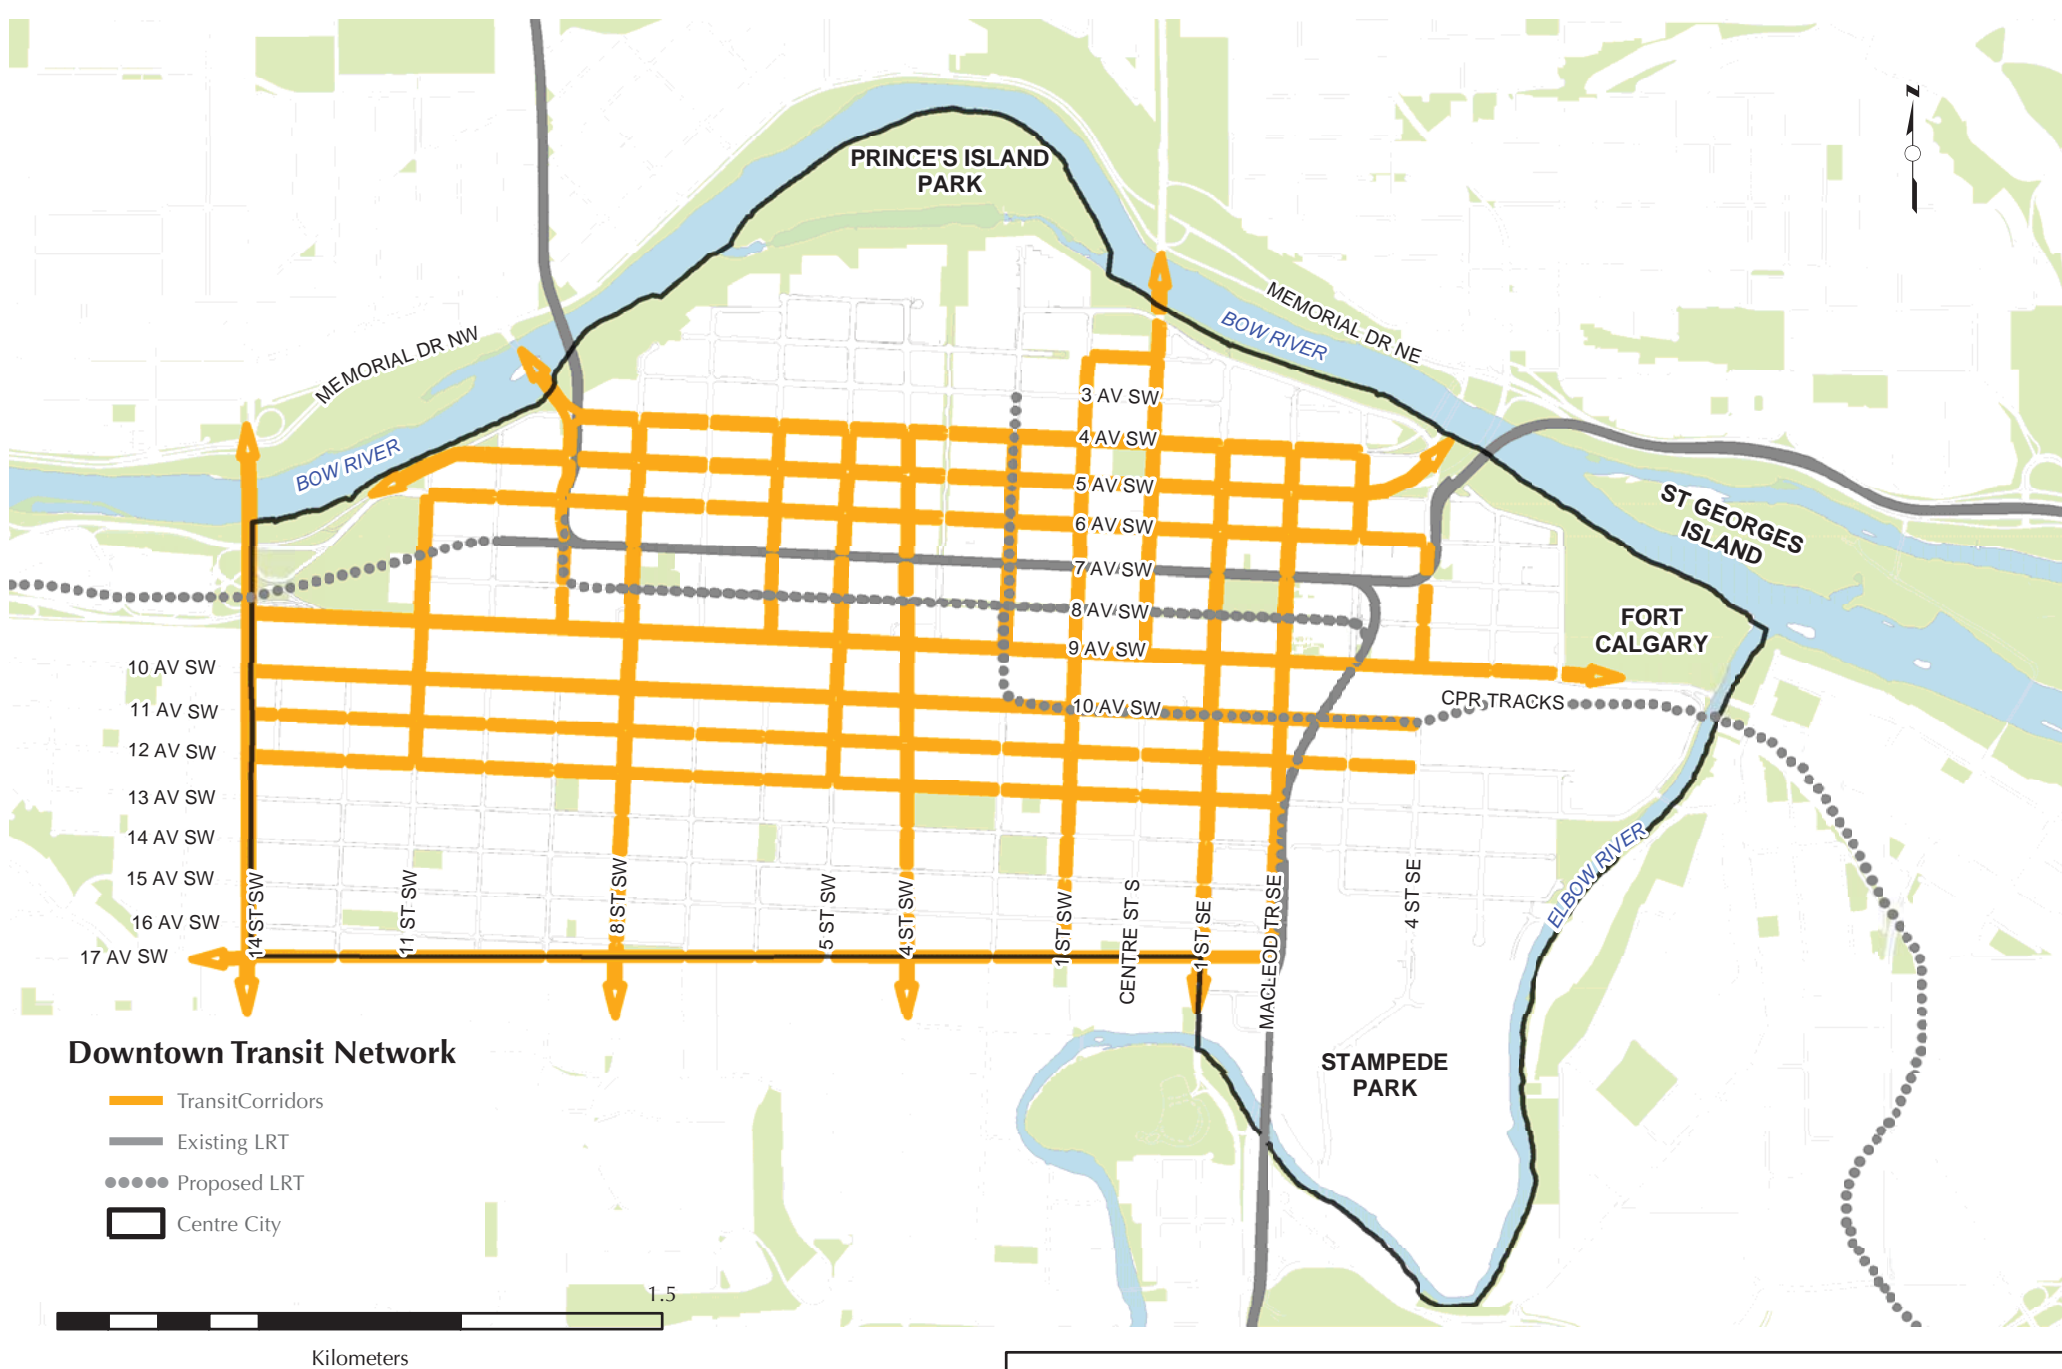 Z
PRINCE'S ISLAND
PARK
MEMORIAL DR NW
MEMORIAL DR NE
BOW RIVER
BOW RIVER
3 AV SW
4 AV SW
5 AV SW
6 AV SW
7 AV SW
8 AV SW
9 AV SW
10 AV SW
ST GEORGES
ISLAND
FORT
CALGARY
CPR TRACKS
10 AV SW
11 AV SW
12 AV SW
13 AV SW
14 AV SW
15 AV SW
16 AV SW
17 AV SW
14 ST SW
11 ST SW
8 ST SW
5 ST SW
4 ST SW
1 ST SW
CENTRE ST S
1 ST SE
MACLEOD TR SE
4 ST SE
ELBOW RIVER
STAMPEDE
PARK
Downtown Transit Network
TransitCorridors
Existing LRT
Proposed LRT
Centre City
1.5
Kilometers